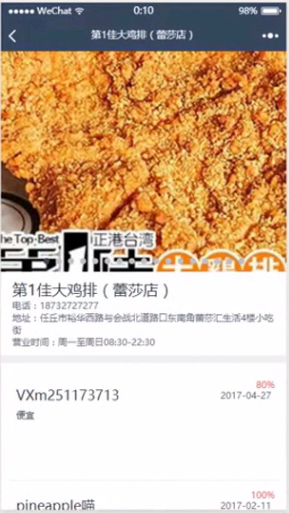 WeChat 0:10 98%
第1佳大鸡排（蕾莎店）
The Top-Best 正港台湾
第1佳大鸡排（蕾莎店）
电话：18732727277
地址：任丘市裕华西路与会战北道路口东南角蕾莎汇生活4楼小吃
街
营业时间：周一至周日08:30-22:30
80%
VXm251173713 2017-04-27
便宜
100%
pineapple喵 2017-02-11